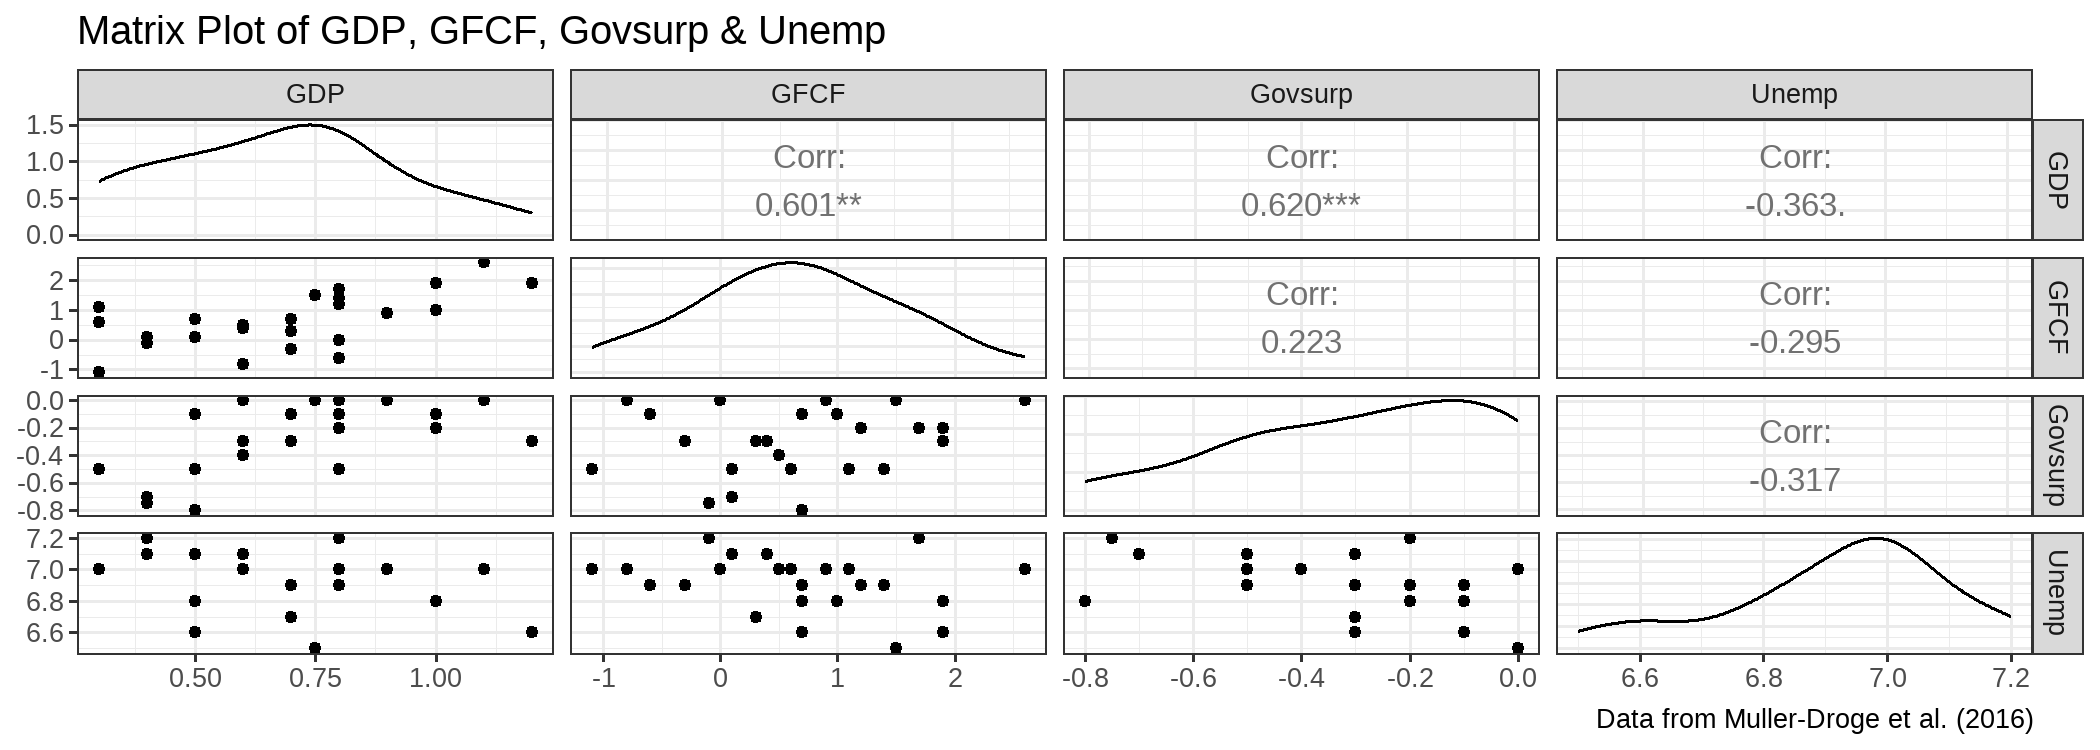 Matrix Plot of GDP, GFCF, Govsurp & Unemp
GDP
GFCF
Govsurp
Unemp
1.5
1.0
0.5
0.0
Corr:
0.601**
Corr:
0.620***
Corr:
-0.363.
GDP
2
1
0
-1
Corr:
0.223
Corr:
-0.295
GFCF
0.0
-0.2
-0.4
-0.6
-0.8
Corr:
-0.317
Govsurp
7.2
7.0
6.8
6.6
Unemp
0.50 0.75 1.00
-1 0 1 2
-0.8 -0.6 -0.4 -0.2 0.0
6.6 6.8 7.0 7.2
Data from Muller-Droge et al. (2016)